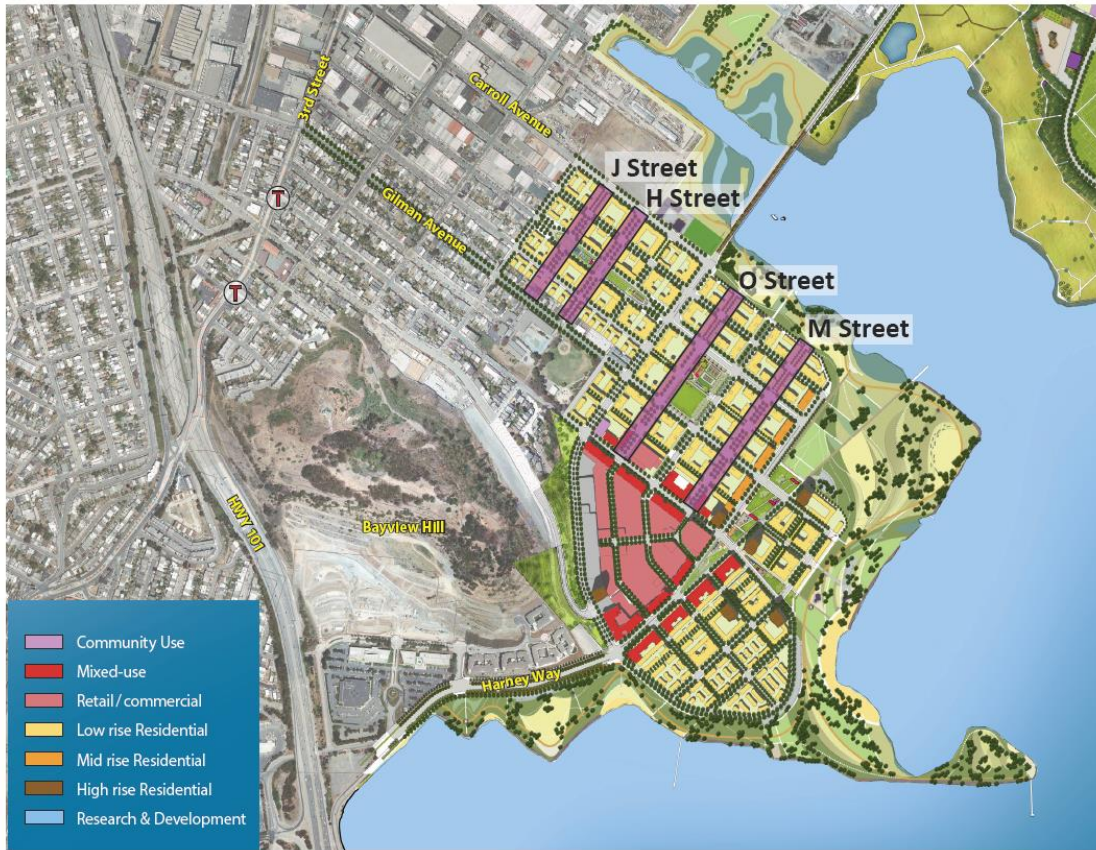 3rd Street
Carroll Avenue
J Street
H Street
T
Gilman Avenue
O Street
T
M Street
HWY 101
Bayview Hill
Harney Way
Community Use
Mixed-use
Retail / commercial
Low rise Residential
Mid rise Residential
High rise Residential
Research & Development